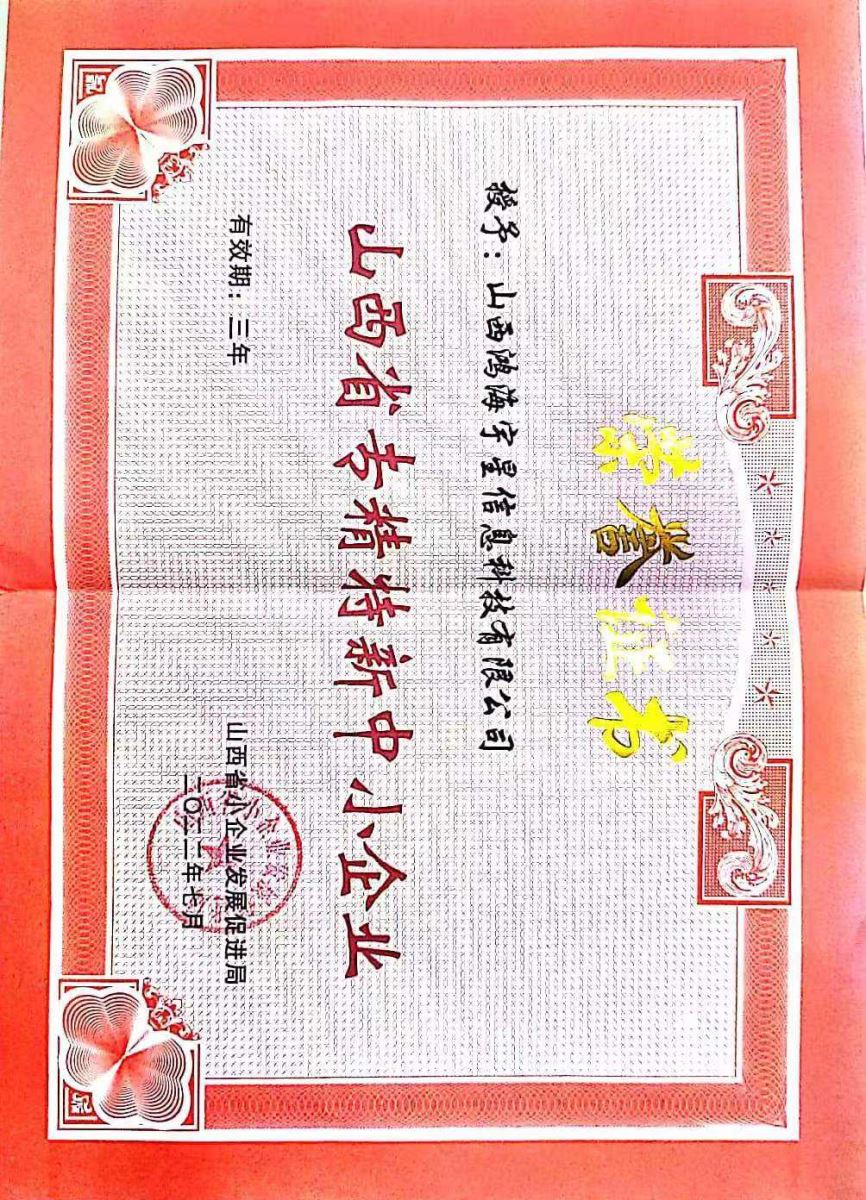 荣誉证书
授予：山西鸿海宇星信息科技有限公司
山西省专精特新中小企业
有效期：三年
山西省小企业发展促进局
二〇二二年七月